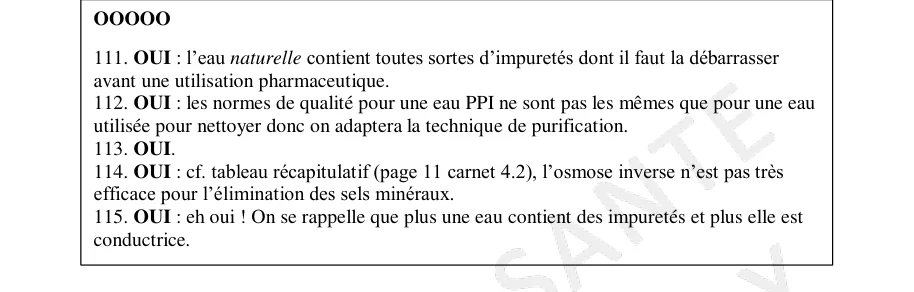 OOOOO
111. OUI : l’eau naturelle contient toutes sortes d’impuretés dont il faut la débarrasser
avant une utilisation pharmaceutique.
112. OUI : les normes de qualité pour une eau PPI ne sont pas les mêmes que pour une eau
utilisée pour nettoyer donc on adaptera la technique de purification.
113. OUI.
114. OUI : cf. tableau récapitulatif (page 11 carnet 4.2), l’osmose inverse n’est pas très
efficace pour l’élimination des sels minéraux.
115. OUI : eh oui ! On se rappelle que plus une eau contient des impuretés et plus elle est
conductrice.
SANTE